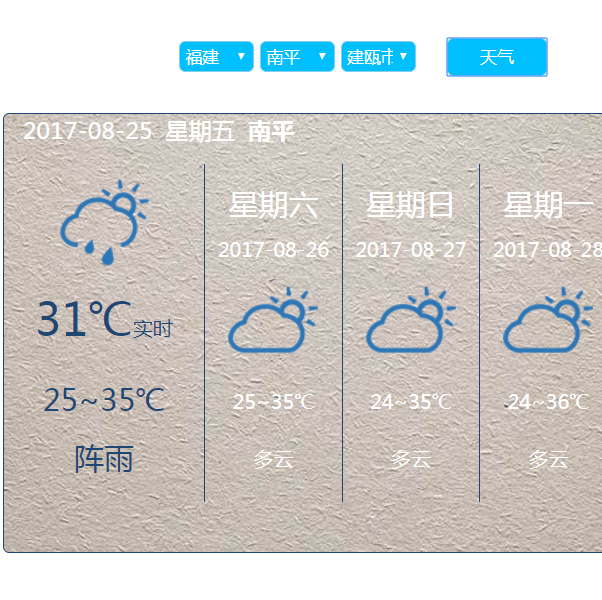 福建 南平 建瓯市 天气
2017-08-25 星期五 南平
31℃实时
25~35℃
阵雨
星期六
2017-08-26
25~35℃
多云
星期日
2017-08-27
24~35℃
多云
星期一
2017-08-28
24~36℃
多云